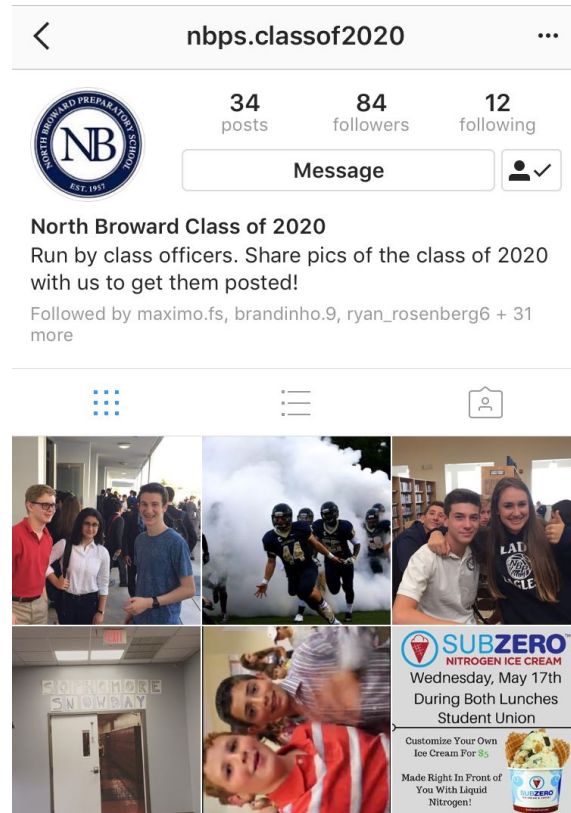 nbps.classof2020
NORTH BROWARD PREPARATORY SCHOOL
NB
EST. 1957
34
posts
84
followers
12
following
Message
North Broward Class of 2020
Run by class officers. Share pics of the class of 2020
with us to get them posted!
Followed by maximo.fs, brandinho.9, ryan_rosenberg6 + 31
more
44
LADY
EAGLES
EXIT
SOPHOMORE
SNOWDAY
SUBZERO
NITROGEN ICE CREAM
Wednesday, May 17th
During Both Lunches
Student Union
Customize Your Own
Ice Cream For $5
Made Right In Front of
You With Liquid
Nitrogen!
SUBZERO